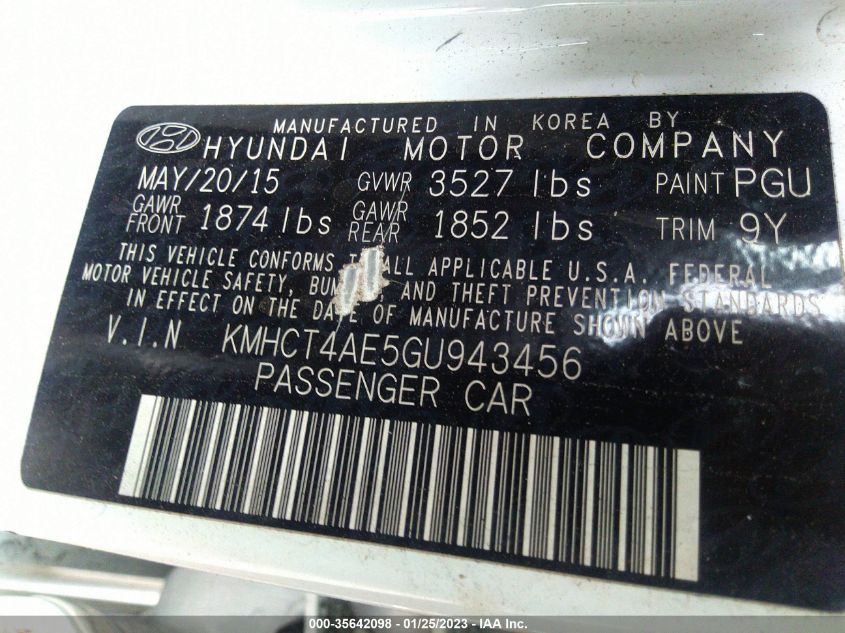 MANUFACTURED IN KOREA BY
HYUNDAI MOTOR COMPANY
MAY/20/15 GVWR 3527 lbs PAINT PGU
GAWR FRONT 1874 lbs GAWR REAR 1852 lbs TRIM 9Y
THIS VEHICLE CONFORMS ALL APPLICABLE U.S.A. FEDERAL
MOTOR VEHICLE SAFETY, AND THEFT PREVENTION STANDARDS
IN EFFECT ON THE DATE OF MANUFACTURE SHOWN ABOVE
V.I.N KMHCT4AE5GU943456
PASSENGER CAR
000-35642098 - 01/25/2023 - IAA Inc.